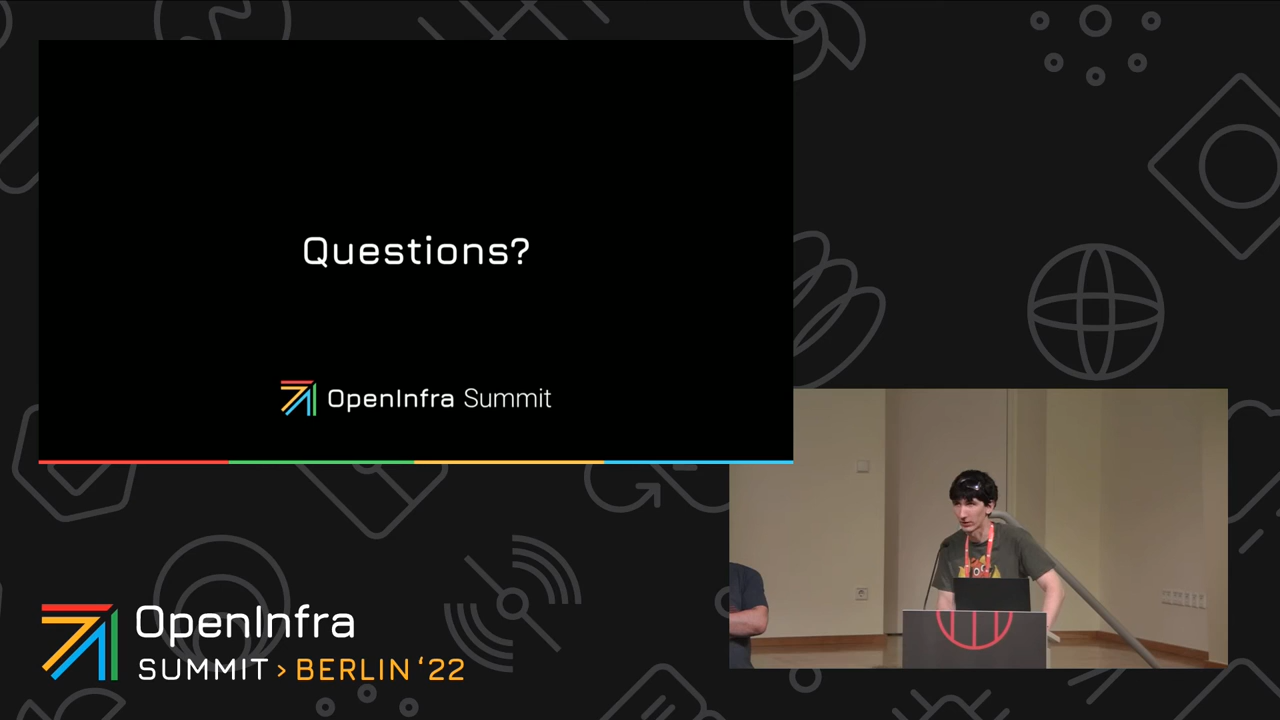 Questions?
OpenInfra Summit
OpenInfra
SUMMIT > BERLIN ‘22